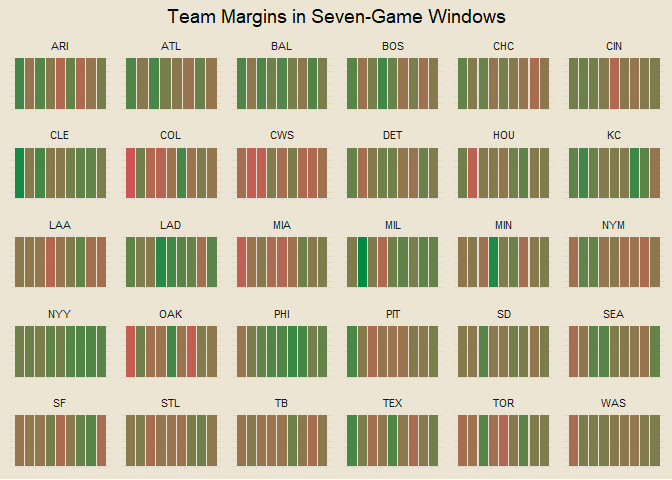 Team Margins in Seven-Game Windows
ARI ATL BAL BOS CHC CIN
CLE COL CWS DET HOU KC
LAA LAD MIA MIL MIN NYM
NYY OAK PHI PIT SD SEA
SF STL TB TEX TOR WAS